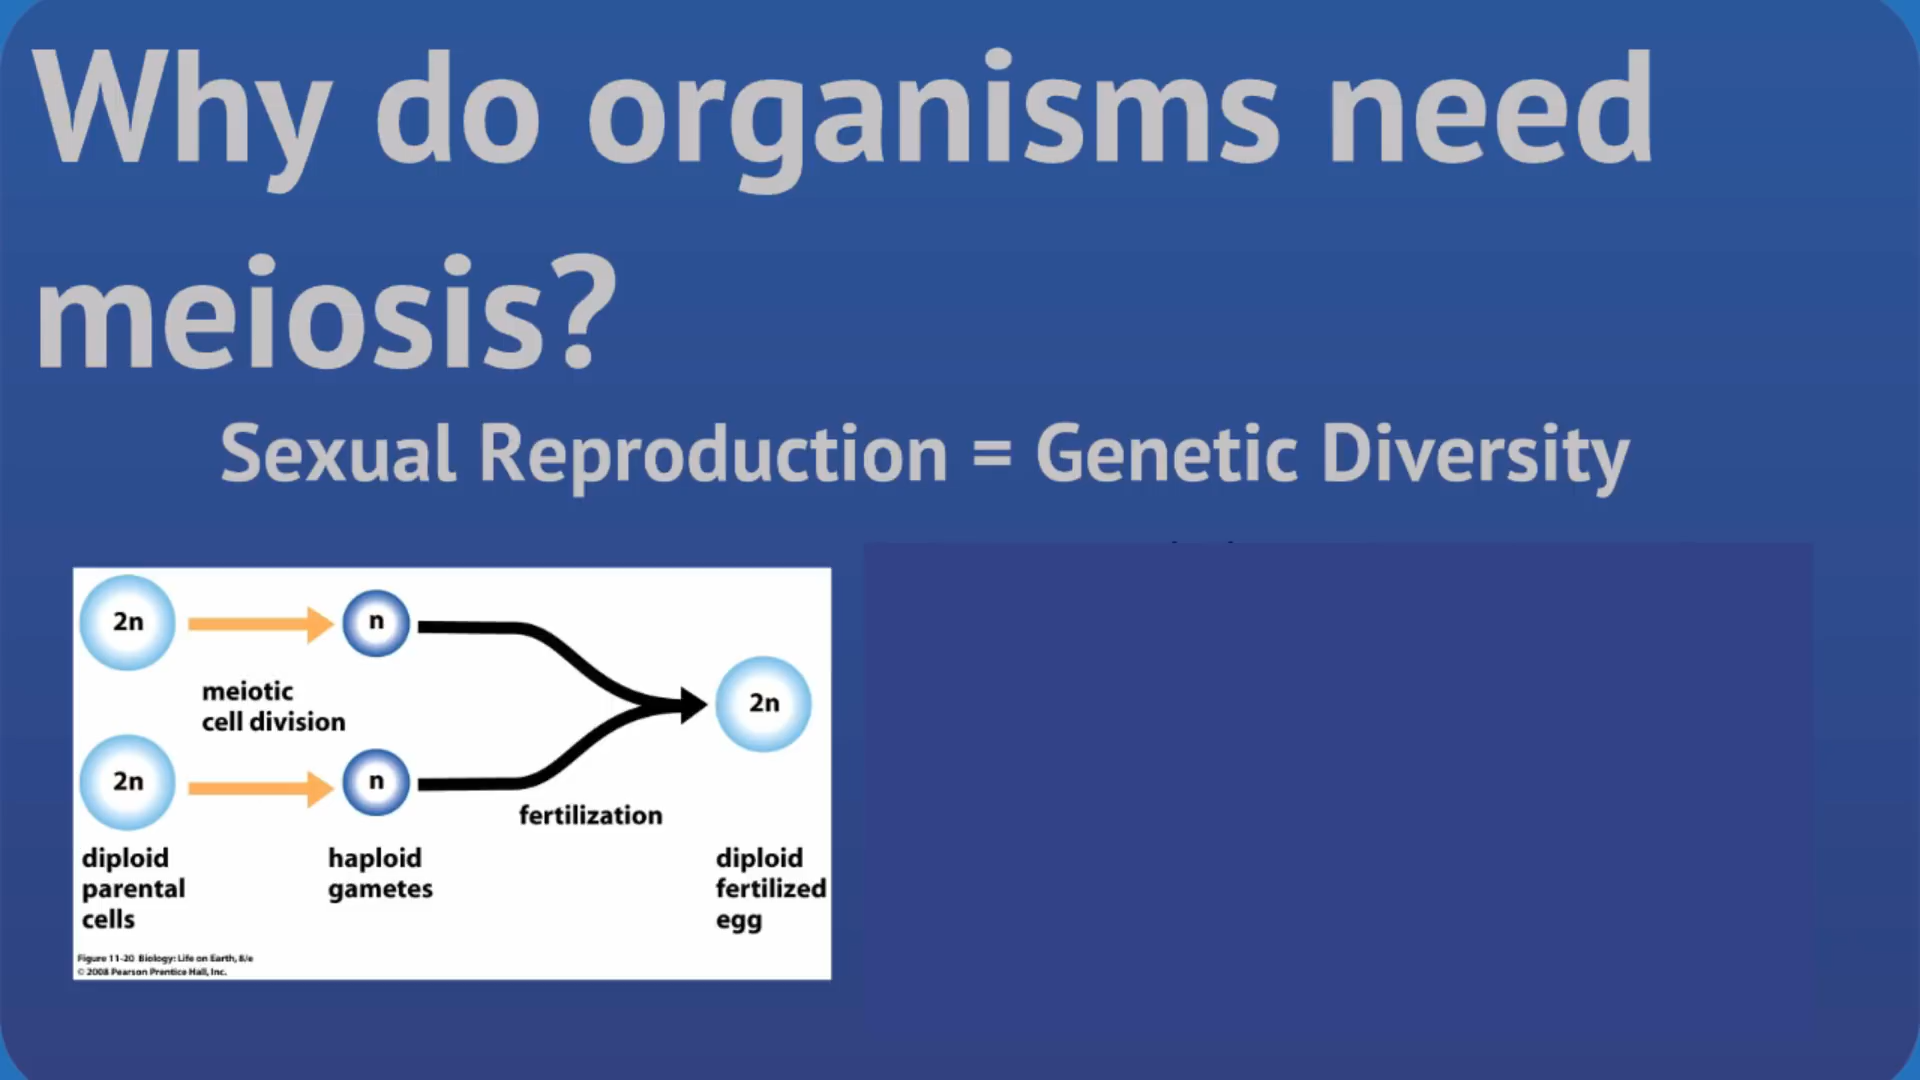 Why do organisms need
meiosis?
Sexual Reproduction = Genetic Diversity
2n
n
meiotic
cell division
2n
2n
n
fertilization
diploid
parental
cells
haploid
gametes
diploid
fertilized
egg
Figure 11-20 Biology: Life on Earth, 8/e
© 2008 Pearson Prentice Hall, Inc.